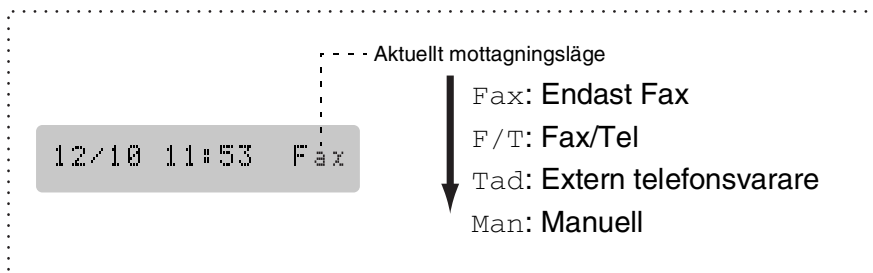 Aktuellt mottagningsläge
12/10 11:53 Fax
Fax: Endast Fax
F/T: Fax/Tel
Tad: Extern telefonsvarare
Man: Manuell